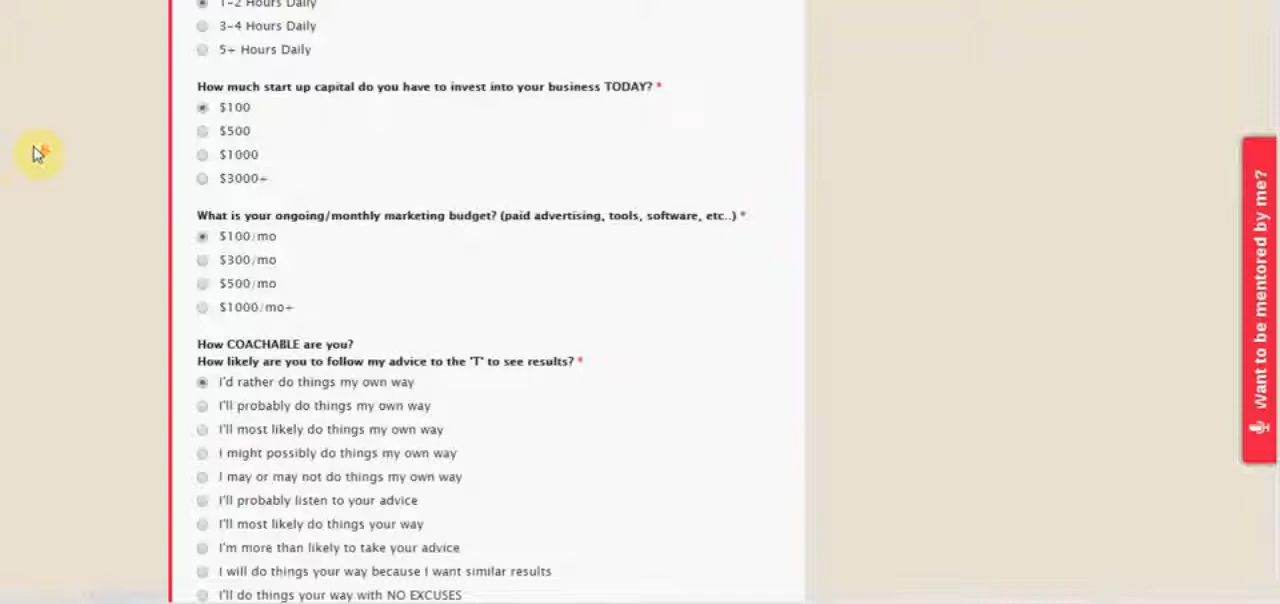 1-2 Hours Daily
3-4 Hours Daily
5+ Hours Daily
How much start up capital do you have to invest into your business TODAY? *
$100
$500
$1000
$3000+
What is your ongoing/monthly marketing budget? (paid advertising, tools, software, etc..) *
$100/mo
$300/mo
$500/mo
$1000/mo+
How COACHABLE are you?
How likely are you to follow my advice to the 'T' to see results? *
I'd rather do things my own way
I'll probably do things my own way
I'll most likely do things my own way
I might possibly do things my own way
I may or may not do things my own way
I'll probably listen to your advice
I'll most likely do things your way
I'm more than likely to take your advice
I will do things your way because I want similar results
I'll do things your way with NO EXCUSES
Want to be mentored by me?